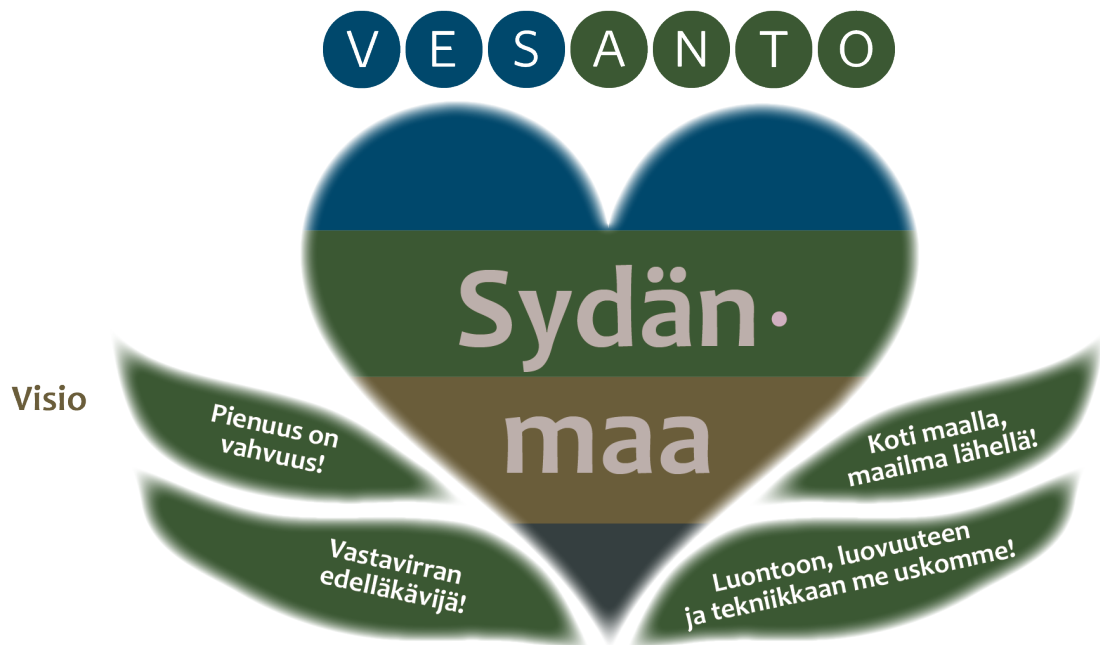 VESANTO
Sydän·
maa
Visio
Pienuus on
vahvuus!
Koti maalla,
maailma lähellä!
Vastavirran
edelläkävijä!
Luontoon, luovuuteen
ja tekniikkaan me uskomme!